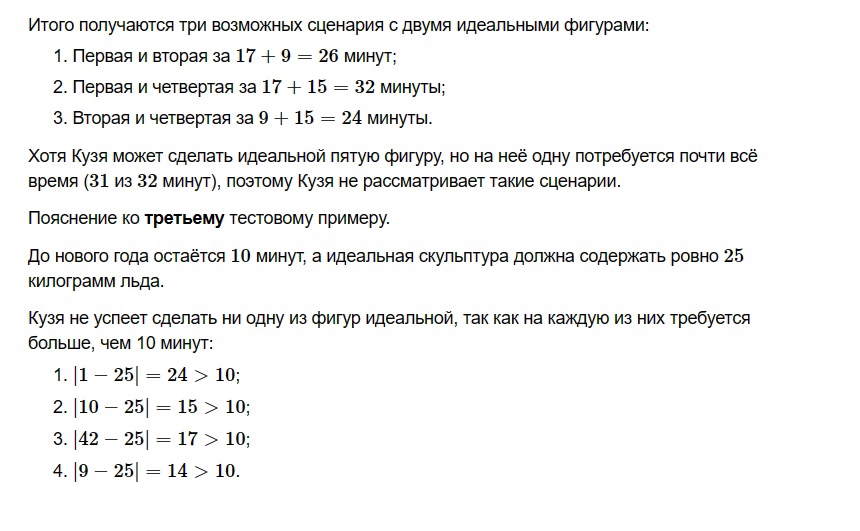 Итого получаются три возможных сценария с двумя идеальными фигурами:
1. Первая и вторая за 17 + 9 = 26 минут;
2. Первая и четвертая за 17 + 15 = 32 минуты;
3. Вторая и четвертая за 9 + 15 = 24 минуты.
Хотя Кузя может сделать идеальной пятую фигуру, но на неё одну потребуется почти всё
время (31 из 32 минут), поэтому Кузя не рассматривает такие сценарии.
Пояснение ко третьему тестовому примеру.
До нового года остаётся 10 минут, а идеальная скульптура должна содержать ровно 25
килограмм льда.
Кузя не успеет сделать ни одну из фигур идеальной, так как на каждую из них требуется
больше, чем 10 минут:
1. |1 − 25| = 24 > 10;
2. |10 − 25| = 15 > 10;
3. |42 − 25| = 17 > 10;
4. |9 − 25| = 14 > 10.